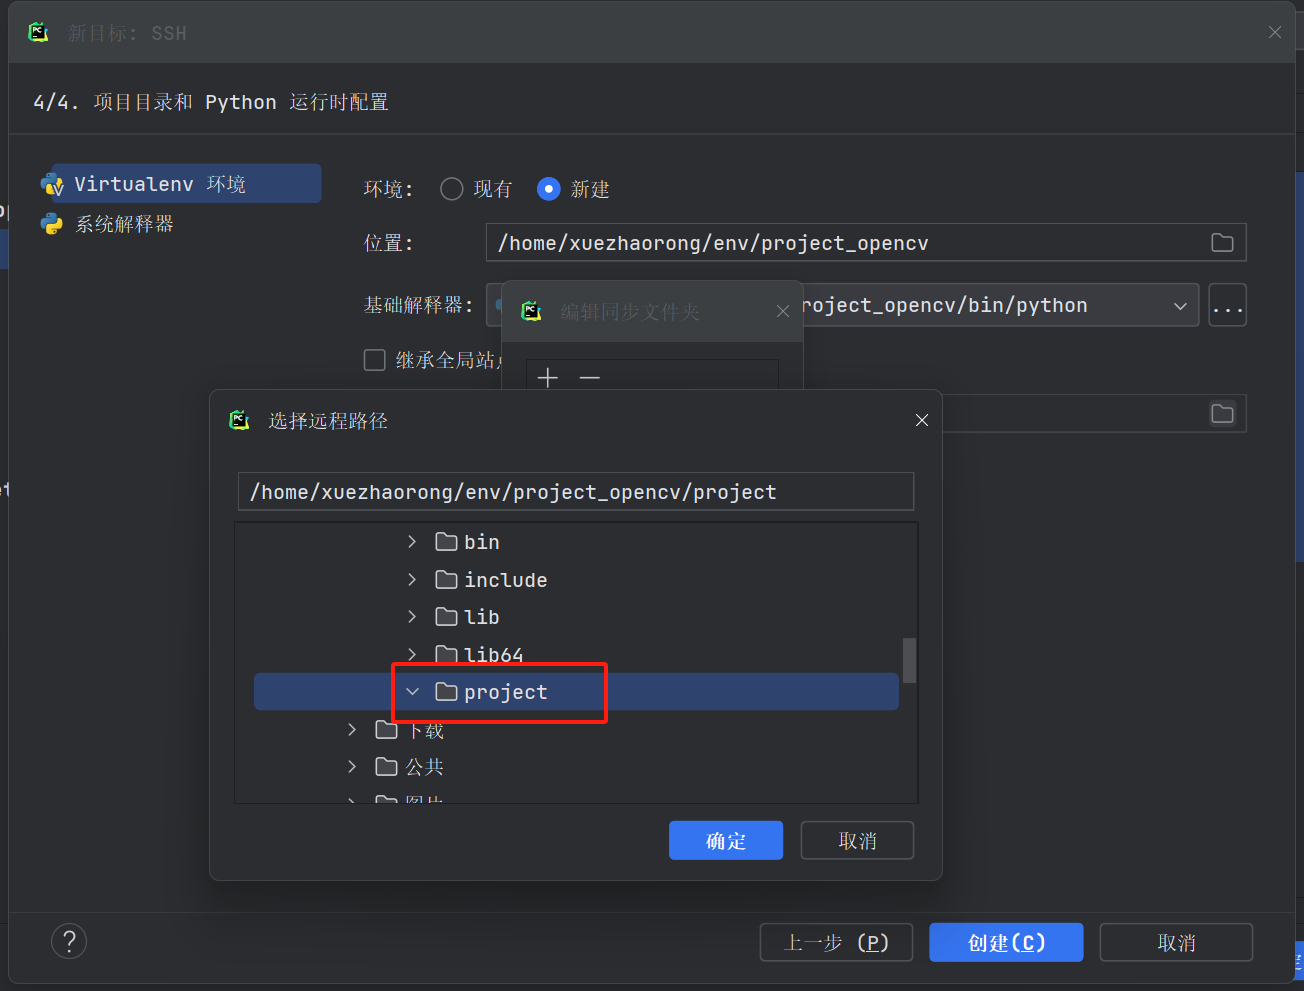 新目标: SSH
4/4. 项目目录和 Python 运行时配置
Virtualenv 环境
系统解释器
环境: 现有 新建
位置: /home/xuezhaorong/env/project_opencv
基础解释器: roject_opencv/bin/python ...
继承全局站
编辑同步文件夹
选择远程路径
/home/xuezhaorong/env/project_opencv/project
bin
include
lib
lib64
project
下载
公共
图片
确定 取消
? 上一步 (P) 创建(C) 取消